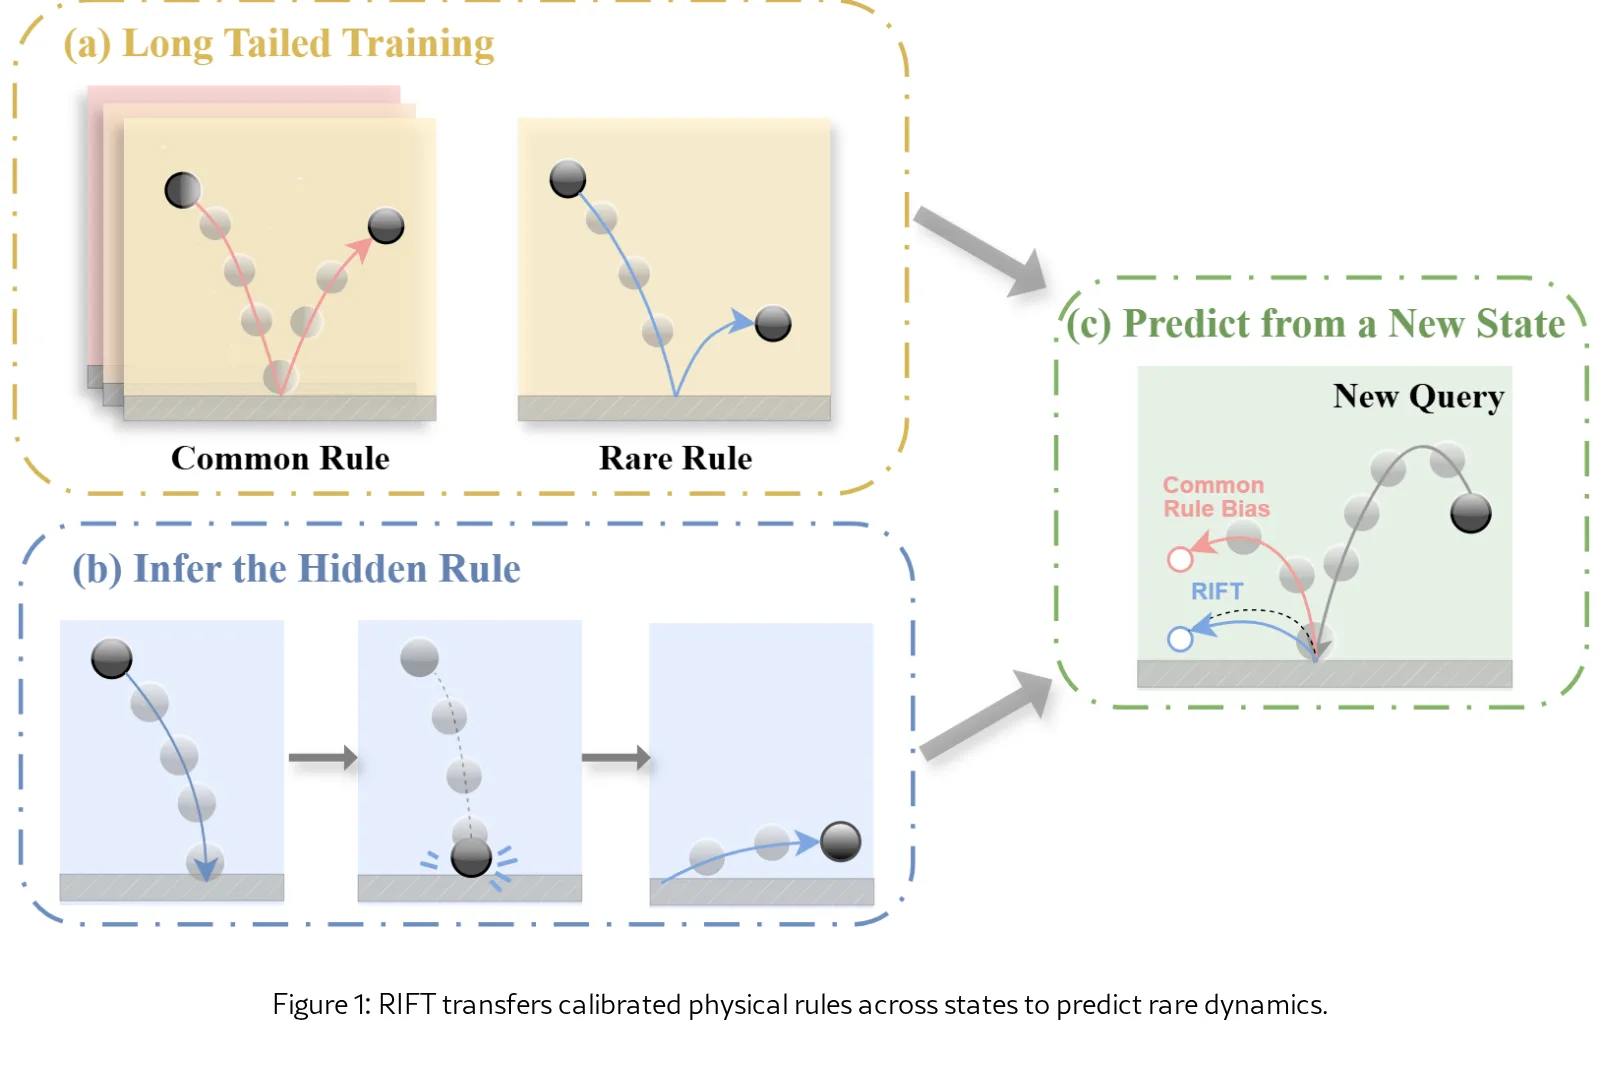 (a) Long Tailed Training
Common Rule
Rare Rule
(b) Infer the Hidden Rule
(c) Predict from a New State
New Query
Common
Rule Bias
RIFT
Figure 1: RIFT transfers calibrated physical rules across states to predict rare dynamics.